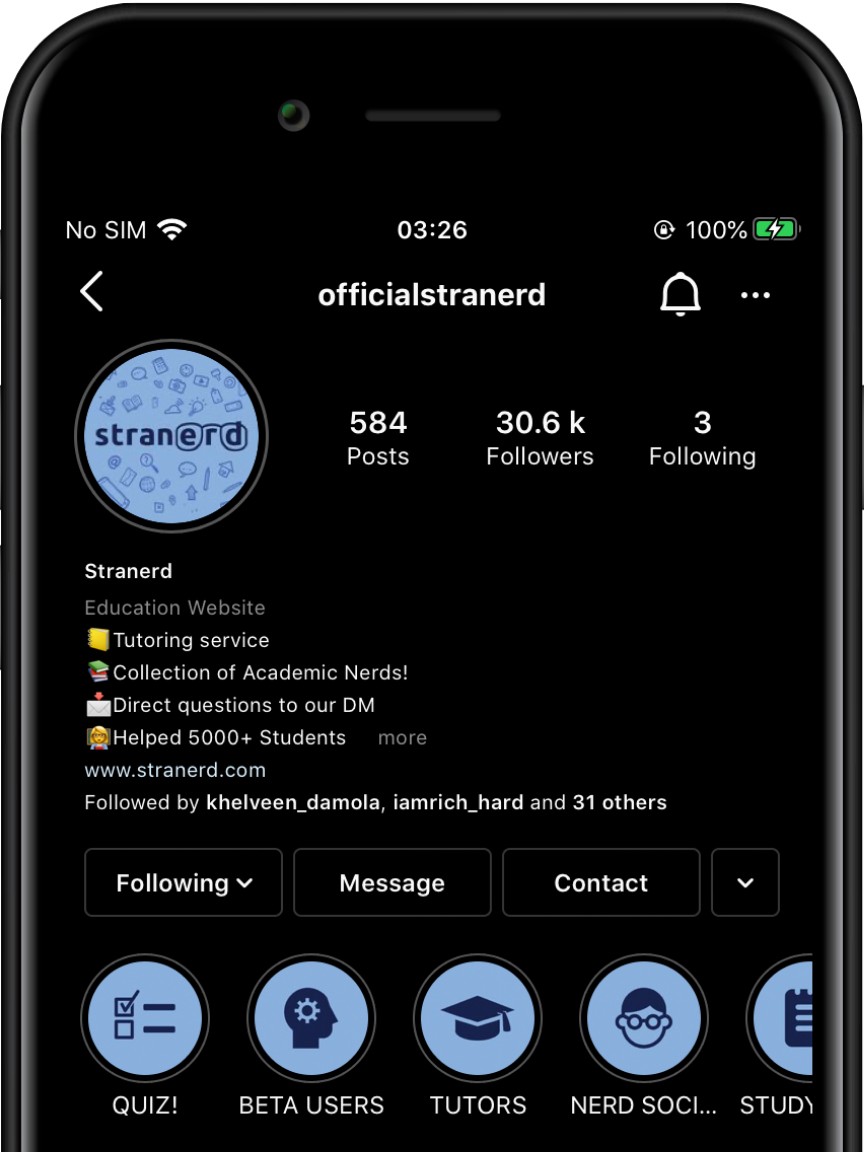 No SIM 03:26 100%
officialstranerd
stranerd
584 30.6 k 3
Posts Followers Following
Stranerd
Education Website
📒Tutoring service
📚Collection of Academic Nerds!
📩Direct questions to our DM
👩‍🏫Helped 5000+ Students more
www.stranerd.com
Followed by khelveen_damola, iamrich_hard and 31 others
Following Message Contact
QUIZ! BETA USERS TUTORS NERD SOCI... STUDY